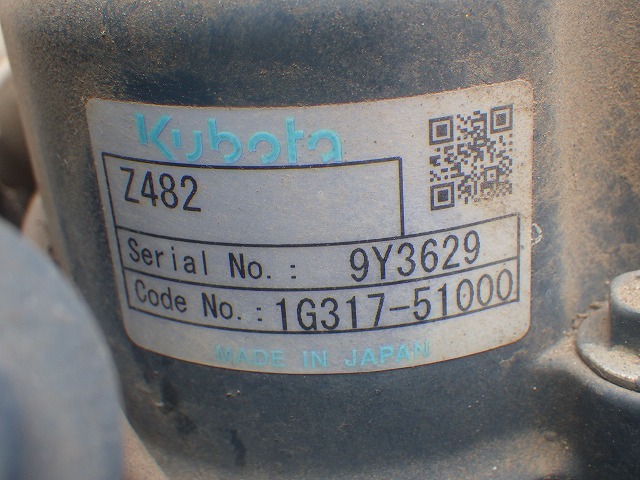 Kubota
Z482
Serial No.: 9Y3629
Code No.: 1G317-51000
MADE IN JAPAN